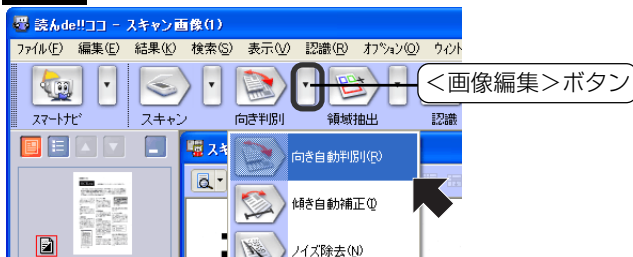 読んde!!ココ - スキャン画像(1)
ファイル(F) 編集(E) 結果(K) 検索(S) 表示(V) 認識(R) オプション(O) ウィン
スマートナビ スキャン 向き判別 領域抽出 認識
<画像編集>ボタン
スキ
向き自動判別(R)
傾き自動補正(I)
ノイズ除去(N)